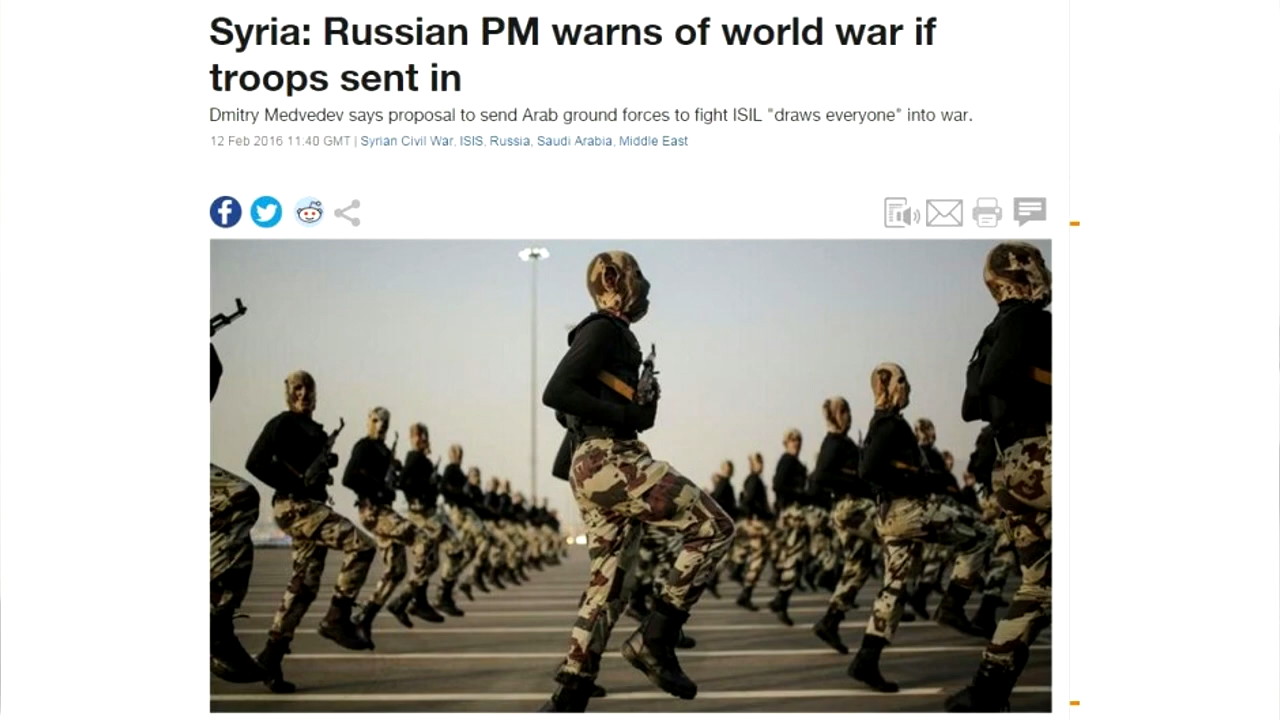 Syria: Russian PM warns of world war if
troops sent in
Dmitry Medvedev says proposal to send Arab ground forces to fight ISIL "draws everyone" into war.
12 Feb 2016 11:40 GMT | Syrian Civil War, ISIS, Russia, Saudi Arabia, Middle East